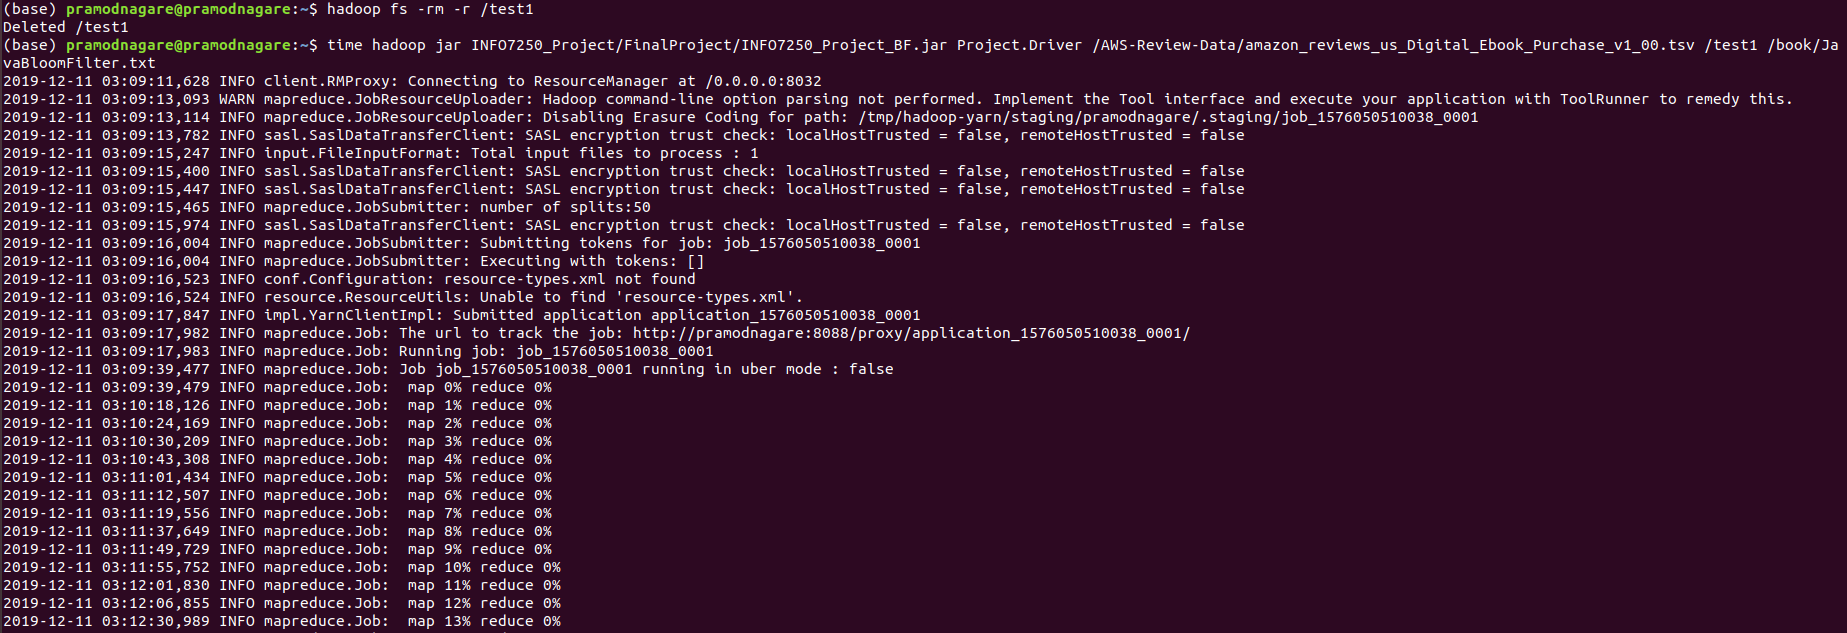 (base) pramodnagare@pramodnagare:~$ hadoop fs -rm -r /test1
Deleted /test1
(base) pramodnagare@pramodnagare:~$ time hadoop jar INFO7250_Project/FinalProject/INFO7250_Project_BF.jar Project.Driver /AWS-Review-Data/amazon_reviews_us_Digital_Ebook_Purchase_v1_00.tsv /test1 /book/Ja
vaBloomFilter.txt
2019-12-11 03:09:11,628 INFO client.RMProxy: Connecting to ResourceManager at /0.0.0.0:8032
2019-12-11 03:09:13,093 WARN mapreduce.JobResourceUploader: Hadoop command-line option parsing not performed. Implement the Tool interface and execute your application with ToolRunner to remedy this.
2019-12-11 03:09:13,114 INFO mapreduce.JobResourceUploader: Disabling Erasure Coding for path: /tmp/hadoop-yarn/staging/pramodnagare/.staging/job_1576050510038_0001
2019-12-11 03:09:13,782 INFO sasl.SaslDataTransferClient: SASL encryption trust check: localHostTrusted = false, remoteHostTrusted = false
2019-12-11 03:09:15,247 INFO input.FileInputFormat: Total input files to process : 1
2019-12-11 03:09:15,400 INFO sasl.SaslDataTransferClient: SASL encryption trust check: localHostTrusted = false, remoteHostTrusted = false
2019-12-11 03:09:15,447 INFO sasl.SaslDataTransferClient: SASL encryption trust check: localHostTrusted = false, remoteHostTrusted = false
2019-12-11 03:09:15,465 INFO mapreduce.JobSubmitter: number of splits:50
2019-12-11 03:09:15,974 INFO sasl.SaslDataTransferClient: SASL encryption trust check: localHostTrusted = false, remoteHostTrusted = false
2019-12-11 03:09:16,004 INFO mapreduce.JobSubmitter: Submitting tokens for job: job_1576050510038_0001
2019-12-11 03:09:16,004 INFO mapreduce.JobSubmitter: Executing with tokens: []
2019-12-11 03:09:16,523 INFO conf.Configuration: resource-types.xml not found
2019-12-11 03:09:16,524 INFO resource.ResourceUtils: Unable to find 'resource-types.xml'.
2019-12-11 03:09:17,847 INFO impl.YarnClientImpl: Submitted application application_1576050510038_0001
2019-12-11 03:09:17,982 INFO mapreduce.Job: The url to track the job: http://pramodnagare:8088/proxy/application_1576050510038_0001/
2019-12-11 03:09:17,983 INFO mapreduce.Job: Running job: job_1576050510038_0001
2019-12-11 03:09:39,477 INFO mapreduce.Job: Job job_1576050510038_0001 running in uber mode : false
2019-12-11 03:09:39,479 INFO mapreduce.Job:  map 0% reduce 0%
2019-12-11 03:10:18,126 INFO mapreduce.Job:  map 1% reduce 0%
2019-12-11 03:10:24,169 INFO mapreduce.Job:  map 2% reduce 0%
2019-12-11 03:10:30,209 INFO mapreduce.Job:  map 3% reduce 0%
2019-12-11 03:10:43,308 INFO mapreduce.Job:  map 4% reduce 0%
2019-12-11 03:11:01,434 INFO mapreduce.Job:  map 5% reduce 0%
2019-12-11 03:11:12,507 INFO mapreduce.Job:  map 6% reduce 0%
2019-12-11 03:11:19,556 INFO mapreduce.Job:  map 7% reduce 0%
2019-12-11 03:11:37,649 INFO mapreduce.Job:  map 8% reduce 0%
2019-12-11 03:11:49,729 INFO mapreduce.Job:  map 9% reduce 0%
2019-12-11 03:11:55,752 INFO mapreduce.Job:  map 10% reduce 0%
2019-12-11 03:12:01,830 INFO mapreduce.Job:  map 11% reduce 0%
2019-12-11 03:12:06,855 INFO mapreduce.Job:  map 12% reduce 0%
2019-12-11 03:12:30,989 INFO mapreduce.Job:  map 13% reduce 0%